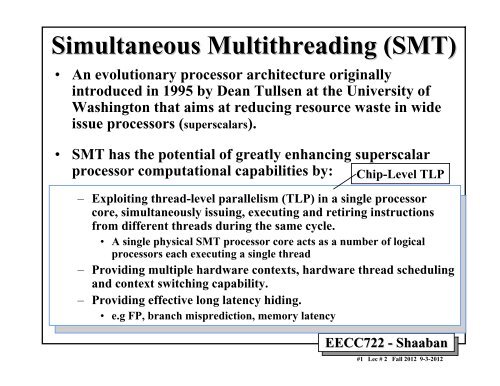 Simultaneous Multithreading (SMT)
• An evolutionary processor architecture originally
introduced in 1995 by Dean Tullsen at the University of
Washington that aims at reducing resource waste in wide
issue processors (superscalars).
• SMT has the potential of greatly enhancing superscalar
processor computational capabilities by:
Chip-Level TLP
– Exploiting thread-level parallelism (TLP) in a single processor
core, simultaneously issuing, executing and retiring instructions
from different threads during the same cycle.
• A single physical SMT processor core acts as a number of logical
processors each executing a single thread
– Providing multiple hardware contexts, hardware thread scheduling
and context switching capability.
– Providing effective long latency hiding.
• e.g FP, branch misprediction, memory latency
EECC722 - Shaaban
#1 Lec # 2 Fall 2012 9-3-2012